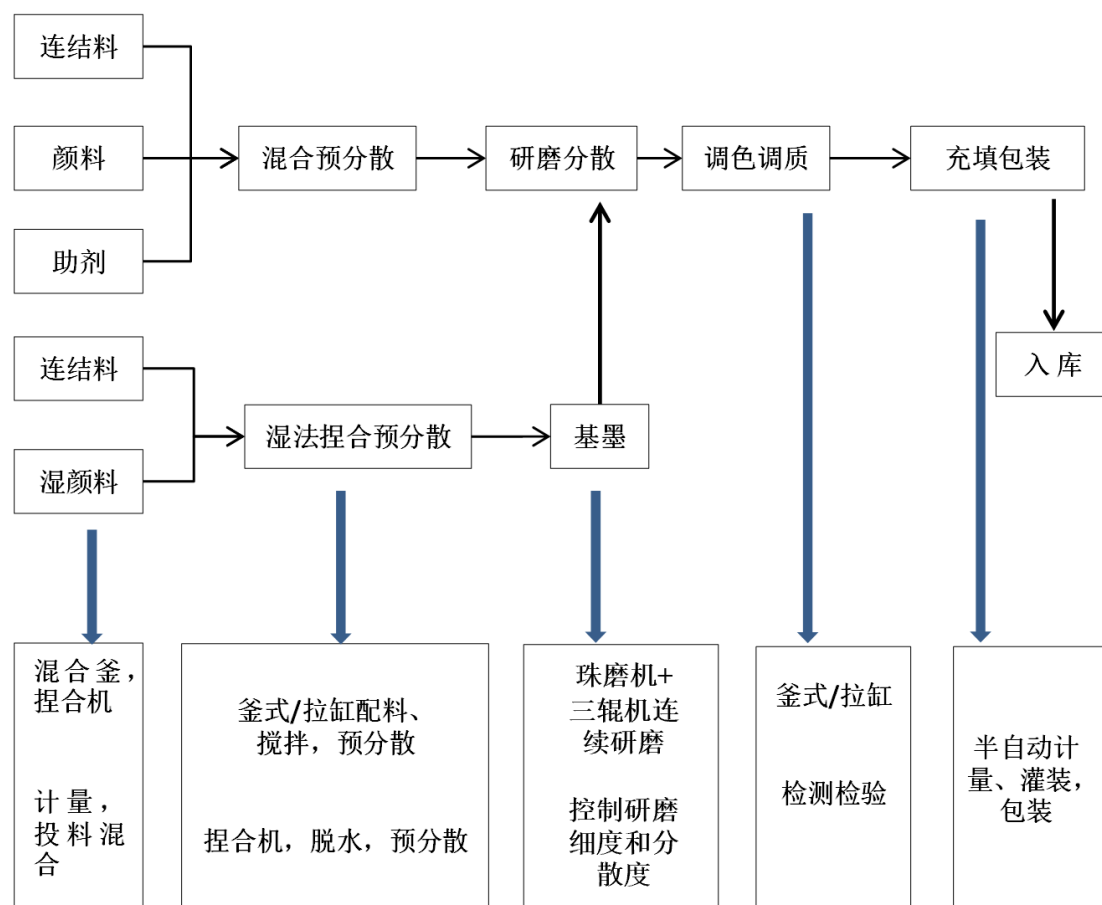 连结料
颜料
混合预分散
研磨分散
调色调质
充填包装
助剂
连结料
入 库
湿法捏合预分散
基墨
湿颜料
混合釜，
捏合机
计量，
投料混
合
釜式/拉缸配料、
搅拌，预分散
捏合机，脱水，预分散
珠磨机+
三辊机连
续研磨
控制研磨
细度和分
散度
釜式/拉缸
检测检验
半自动计
量、灌装，
包装